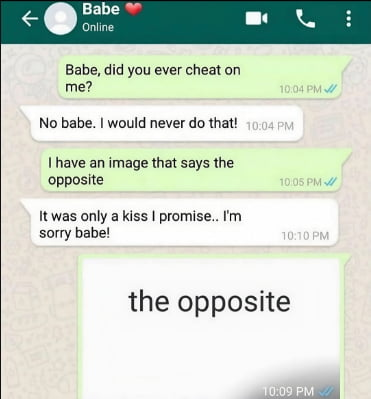 Babe ❤️
Online
Babe, did you ever cheat on
me?
10:04 PM
No babe. I would never do that!
10:04 PM
I have an image that says the
opposite
10:05 PM
It was only a kiss I promise.. I'm
sorry babe!
10:10 PM
the opposite
10:09 PM